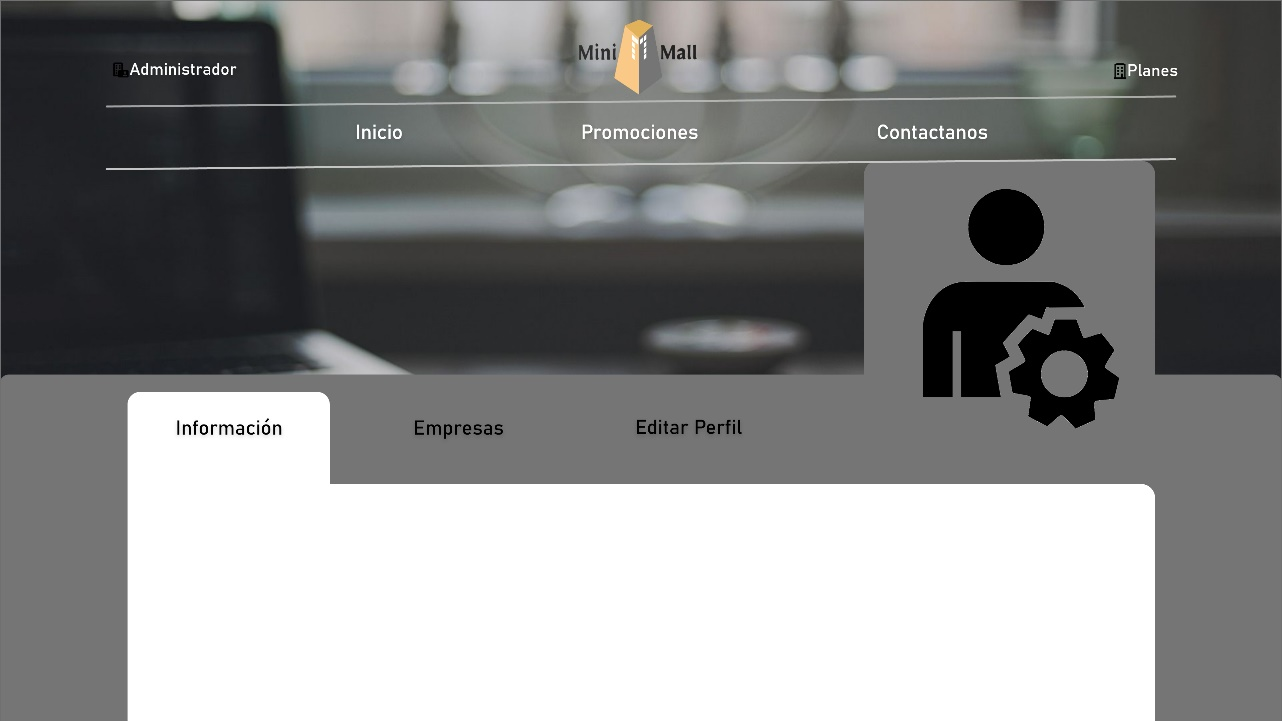 Mini Mall
Administrador
Planes
Inicio
Promociones
Contactanos
Información
Empresas
Editar Perfil